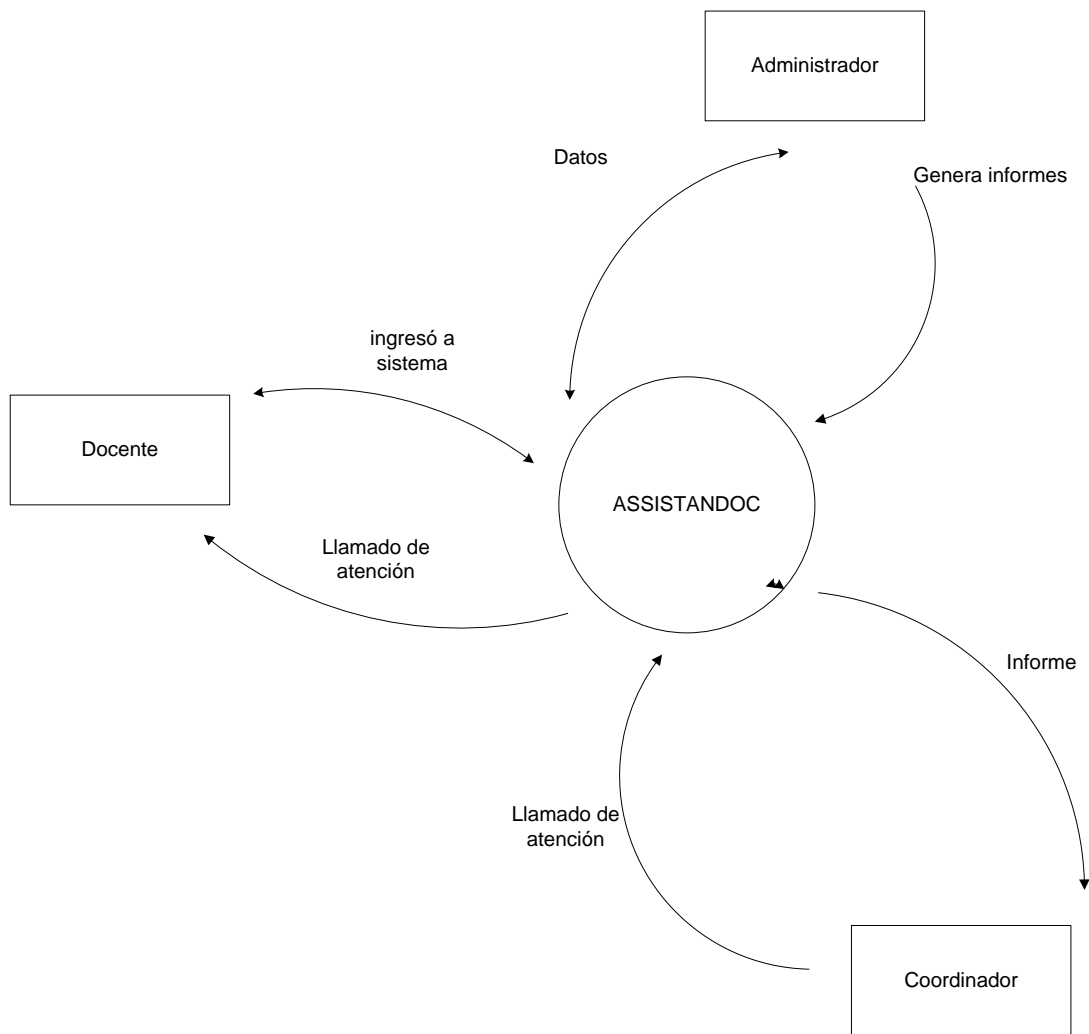 Administrador
Datos
Genera informes
ingresó a
sistema
Docente
ASSISTANDOC
Llamado de
atención
Informe
Llamado de
atención
Coordinador